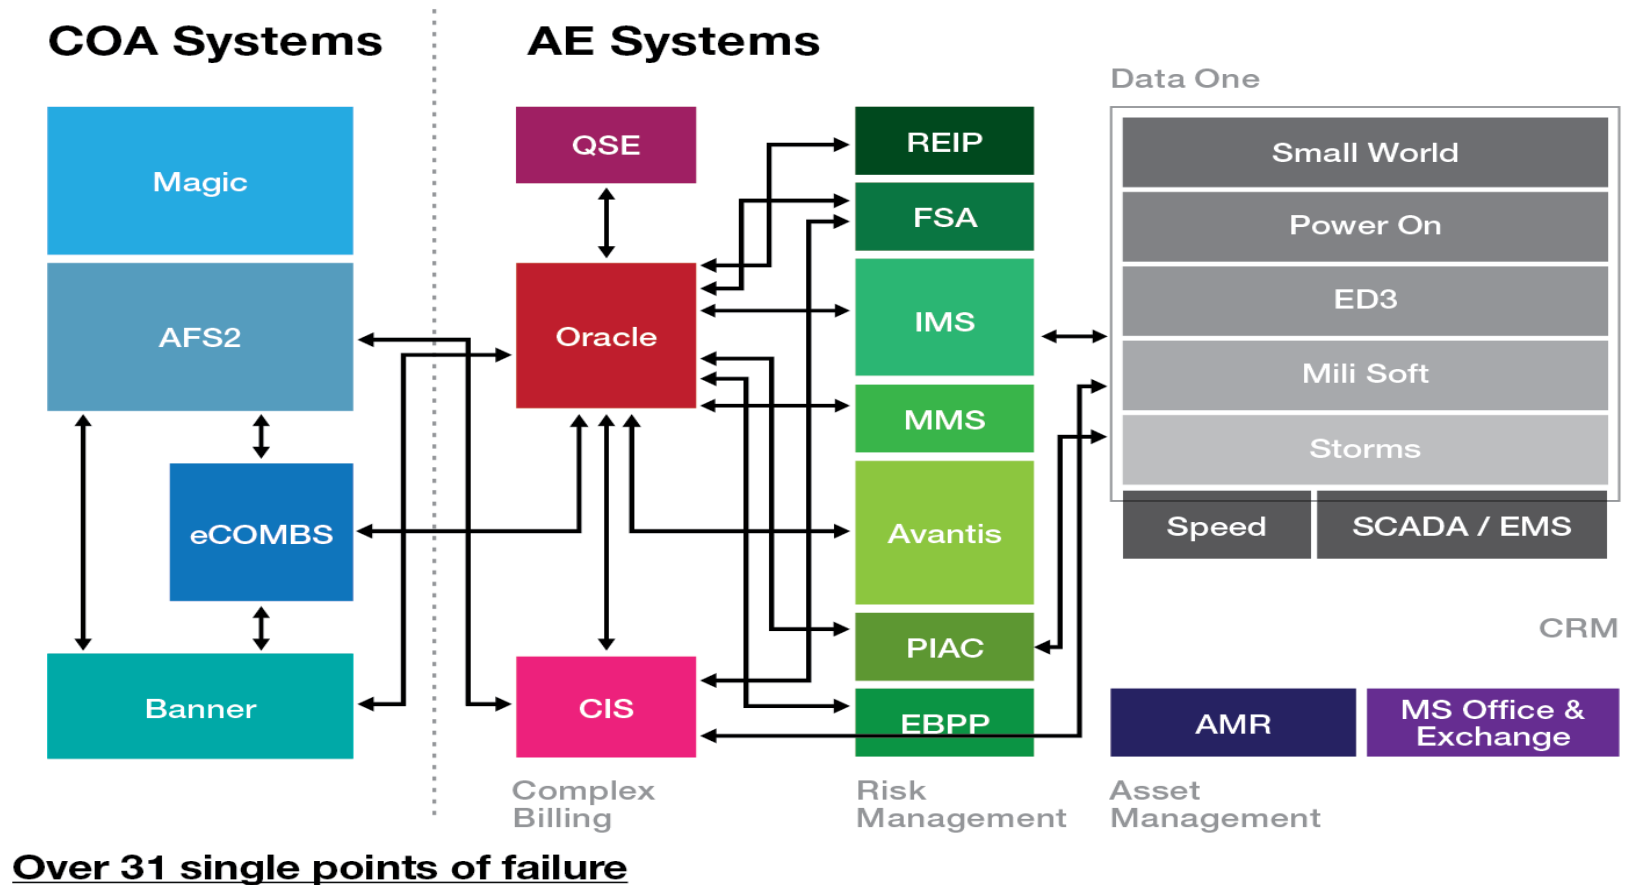 COA Systems
AE Systems
Data One
Magic
QSE
REIP
Small World
FSA
Power On
AFS2
Oracle
IMS
ED3
Mili Soft
MMS
Storms
eCOMBS
Avantis
Speed
SCADA / EMS
CRM
PIAC
Banner
CIS
EBPP
AMR
MS Office &
Exchange
Complex
Billing
Risk
Management
Asset
Management
Over 31 single points of failure